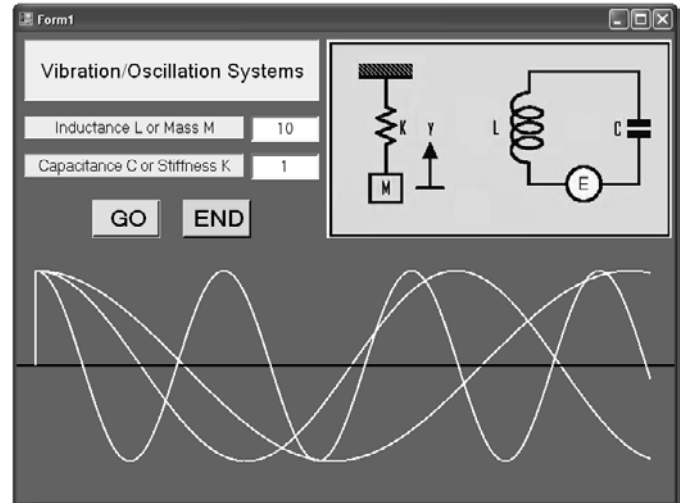 Form1
Vibration/Oscillation Systems
Inductance L or Mass M 10
Capacitance C or Stiffness K 1
GO END
K Y
M
L C
E